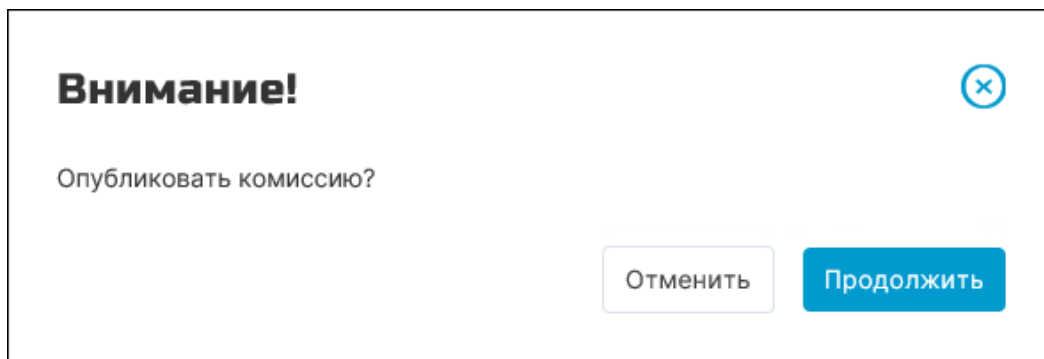 Внимание!
Опубликовать комиссию?
Отменить
Продолжить